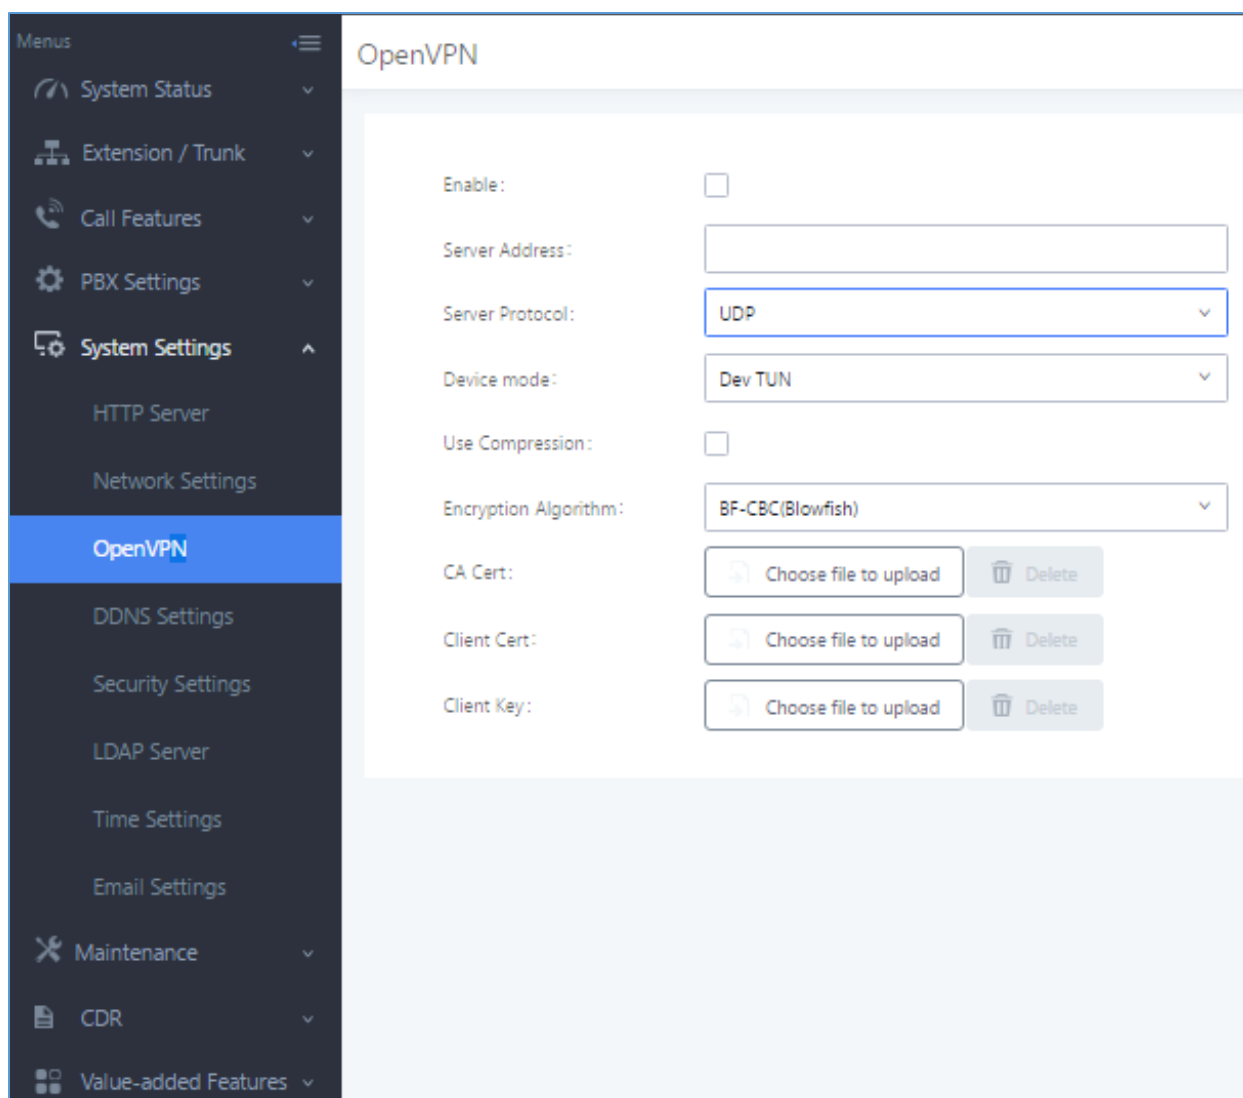 Menus
System Status
Extension / Trunk
Call Features
PBX Settings
System Settings
HTTP Server
Network Settings
OpenVPN
DDNS Settings
Security Settings
LDAP Server
Time Settings
Email Settings
Maintenance
CDR
Value-added Features
OpenVPN
Enable:
Server Address:
Server Protocol: UDP
Device mode: Dev TUN
Use Compression:
Encryption Algorithm: BF-CBC(Blowfish)
CA Cert: Choose file to upload Delete
Client Cert: Choose file to upload Delete
Client Key: Choose file to upload Delete